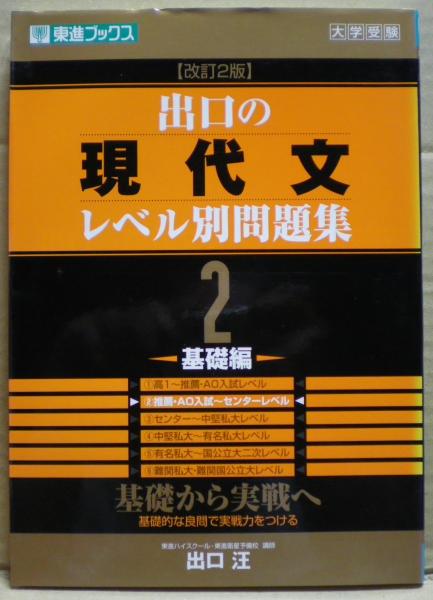 東進ブックス
大学受験
【改訂2版】
出口の
現代文
レベル別問題集
2
基礎編
①高1～推薦・AO入試レベル
②推薦・AO入試～センターレベル
③センター～中堅私大レベル
④中堅私大～有名私大レベル
⑤有名私大～国公立大二次レベル
⑥難関私大・難関国公立大レベル
基礎から実戦へ
基礎的な良問で実戦力をつける
東進ハイスクール・東進衛星予備校 講師
出口 汪